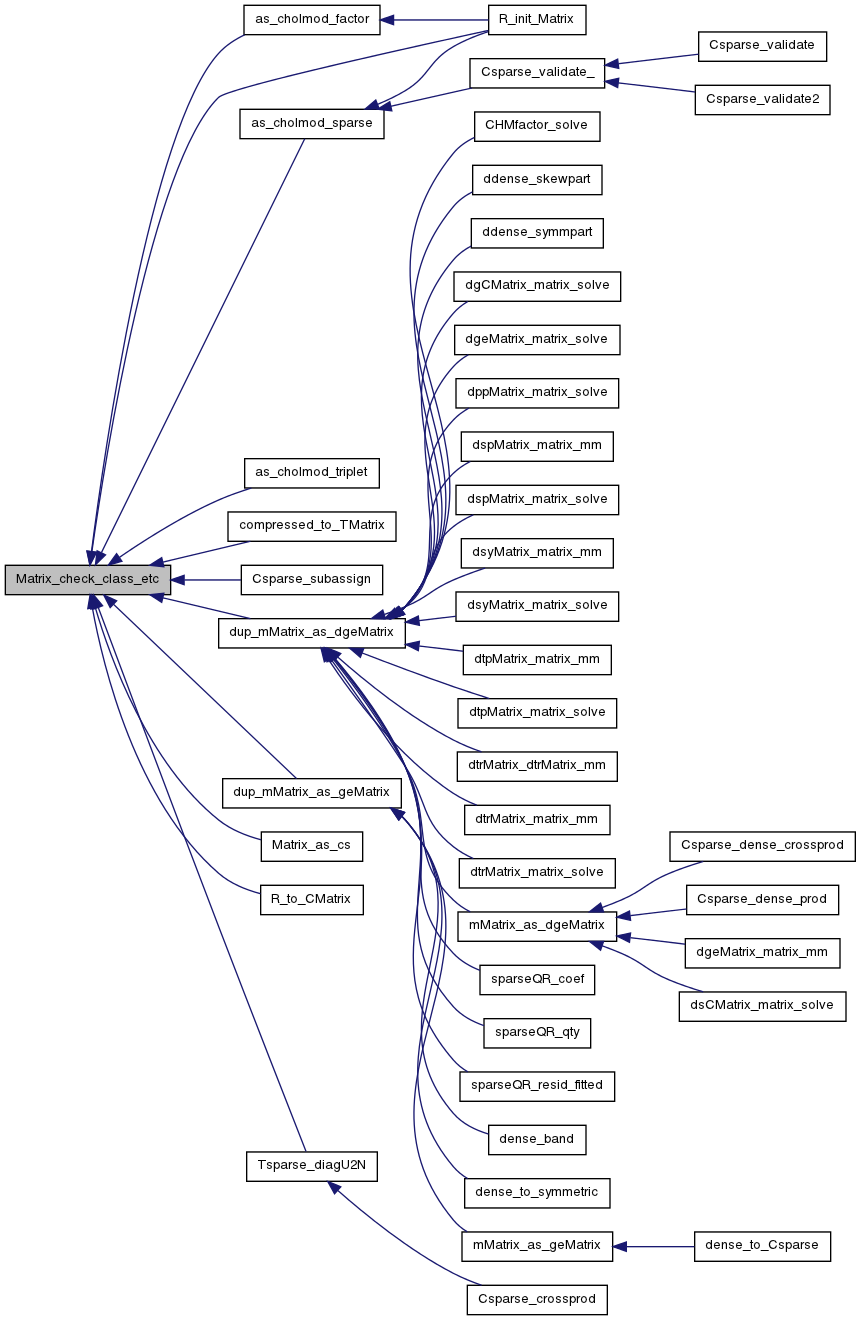 as_cholmod_factor
R_init_Matrix
Csparse_validate
Csparse_validate_
Csparse_validate2
as_cholmod_sparse
CHMfactor_solve
ddense_skewpart
ddense_symmpart
dgCMatrix_matrix_solve
dgeMatrix_matrix_solve
dppMatrix_matrix_solve
dspMatrix_matrix_mm
as_cholmod_triplet
dspMatrix_matrix_solve
compressed_to_TMatrix
dsyMatrix_matrix_mm
Matrix_check_class_etc
Csparse_subassign
dsyMatrix_matrix_solve
dup_mMatrix_as_dgeMatrix
dtpMatrix_matrix_mm
dtpMatrix_matrix_solve
dtrMatrix_dtrMatrix_mm
dup_mMatrix_as_geMatrix
dtrMatrix_matrix_mm
Matrix_as_cs
Csparse_dense_crossprod
dtrMatrix_matrix_solve
R_to_CMatrix
Csparse_dense_prod
mMatrix_as_dgeMatrix
dgeMatrix_matrix_mm
sparseQR_coef
dsCMatrix_matrix_solve
sparseQR_qty
sparseQR_resid_fitted
dense_band
Tsparse_diagU2N
dense_to_symmetric
mMatrix_as_geMatrix
dense_to_Csparse
Csparse_crossprod